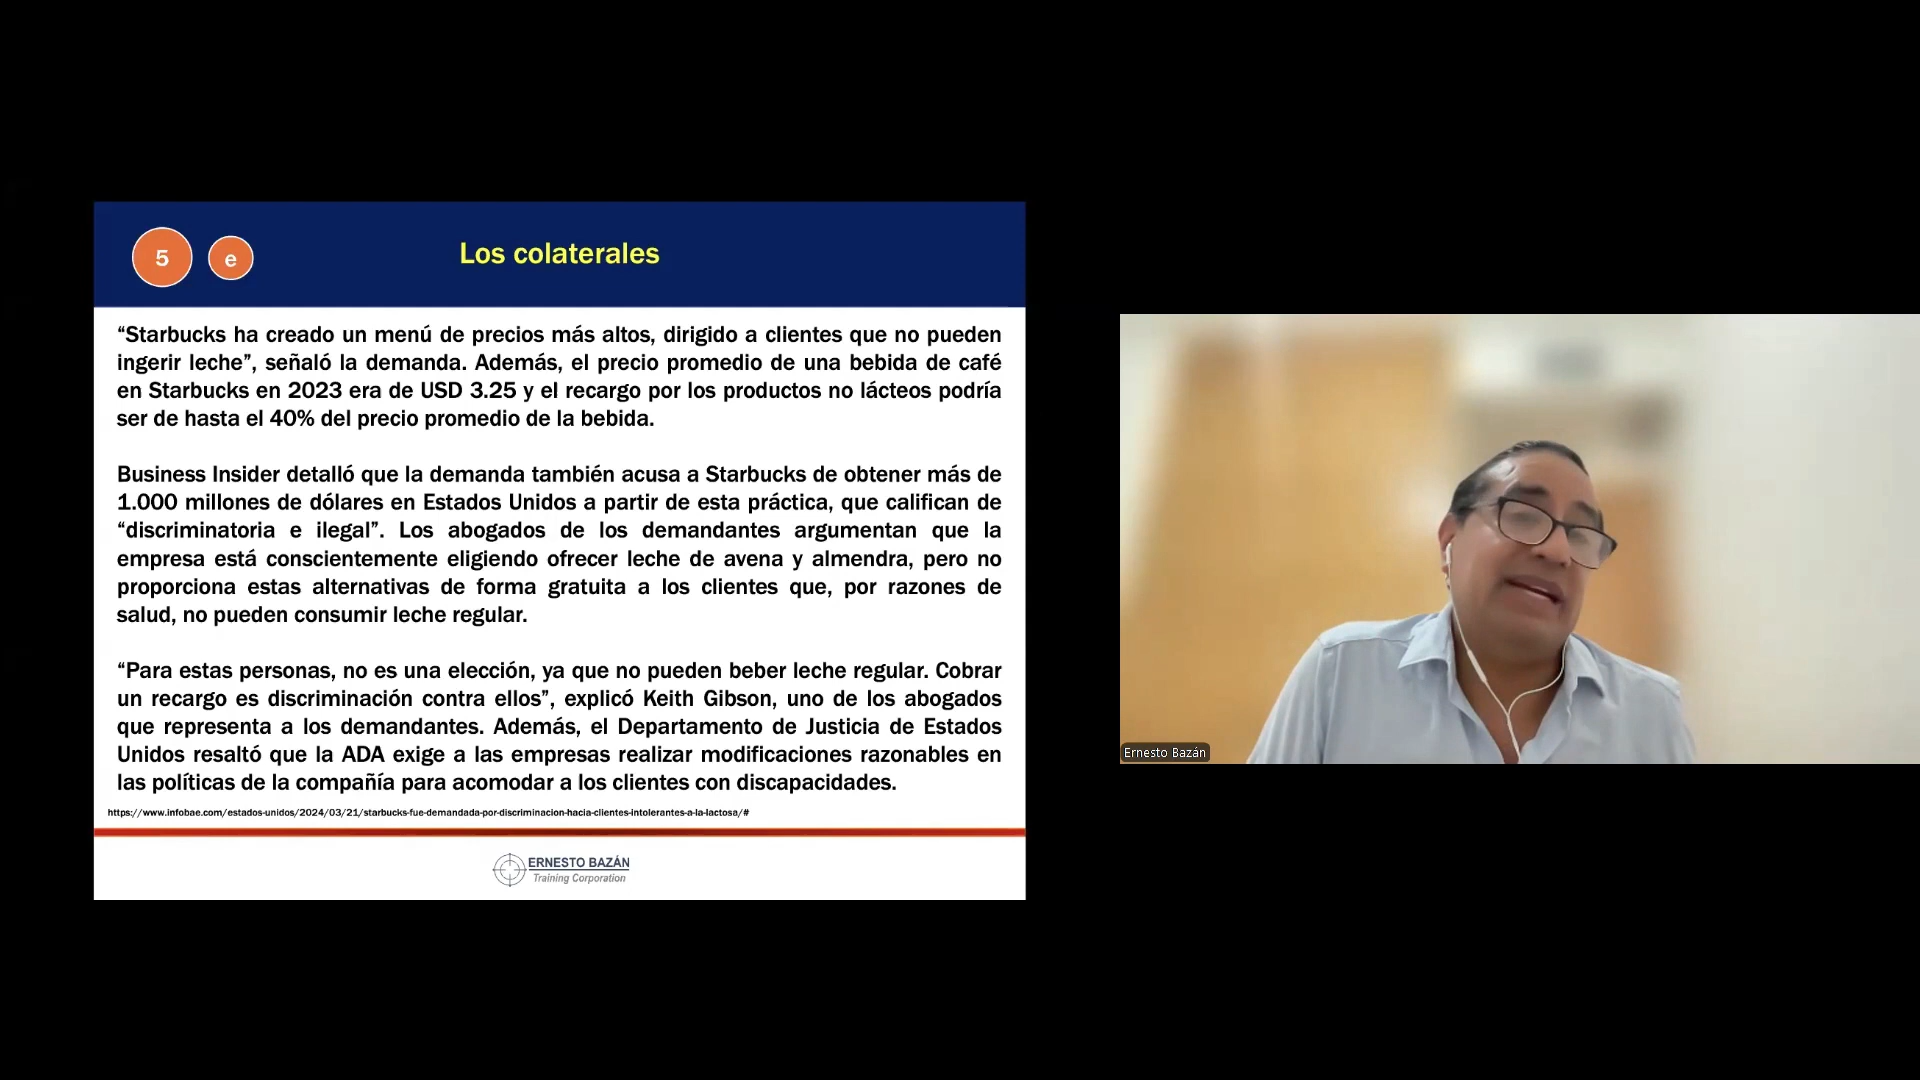 5
e
Los colaterales
“Starbucks ha creado un menú de precios más altos, dirigido a clientes que no pueden
ingerir leche”, señaló la demanda. Además, el precio promedio de una bebida de café
en Starbucks en 2023 era de USD 3.25 y el recargo por los productos no lácteos podría
ser de hasta el 40% del precio promedio de la bebida.
Business Insider detalló que la demanda también acusa a Starbucks de obtener más de
1.000 millones de dólares en Estados Unidos a partir de esta práctica, que califican de
“discriminatoria e ilegal”. Los abogados de los demandantes argumentan que la
empresa está conscientemente eligiendo ofrecer leche de avena y almendra, pero no
proporciona estas alternativas de forma gratuita a los clientes que, por razones de
salud, no pueden consumir leche regular.
“Para estas personas, no es una elección, ya que no pueden beber leche regular. Cobrar
un recargo es discriminación contra ellos”, explicó Keith Gibson, uno de los abogados
que representa a los demandantes. Además, el Departamento de Justicia de Estados
Unidos resaltó que la ADA exige a las empresas realizar modificaciones razonables en
las políticas de la compañía para acomodar a los clientes con discapacidades.
https://www.infobae.com/estados-unidos/2024/03/21/starbucks-fue-demandada-por-discriminacion-hacia-clientes-intolerantes-a-la-lactosa/#
ERNESTO BAZÁN
Training Corporation
Ernesto Bazán